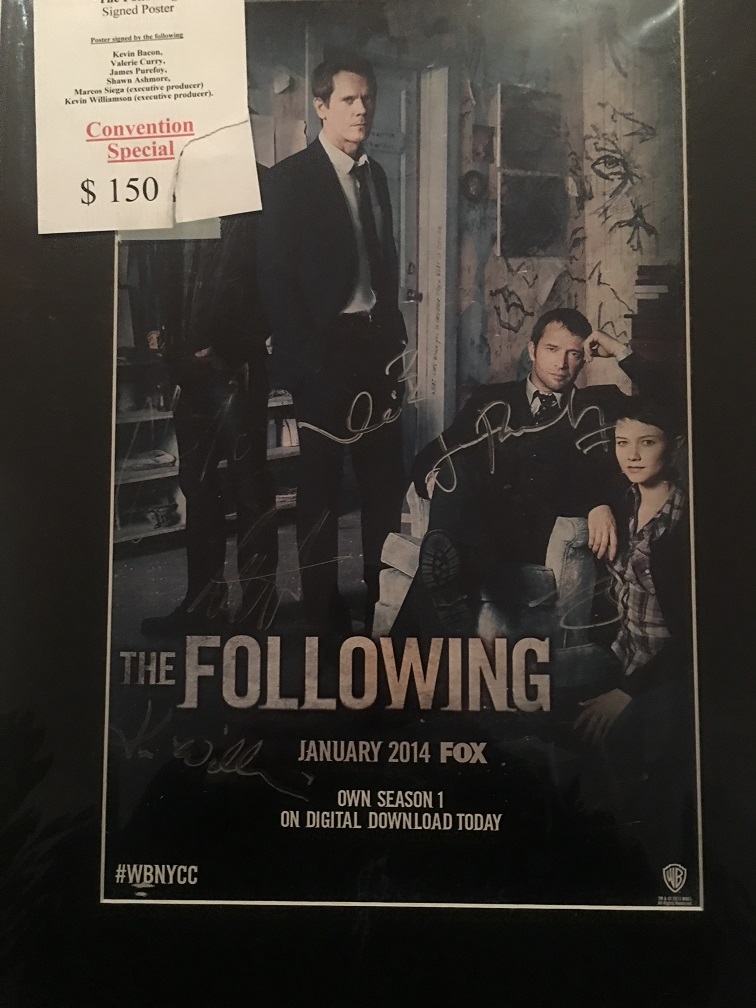 Signed Poster
Poster signed by the following
Kevin Bacon,
Valerie Curry,
James Purefoy,
Shawn Ashmore,
Marcos Siega (executive producer)
Kevin Williamson (executive producer).
Convention
Special
$ 150
THE FOLLOWING
JANUARY 2014 FOX
OWN SEASON 1
ON DIGITAL DOWNLOAD TODAY
#WBNYCC
WB